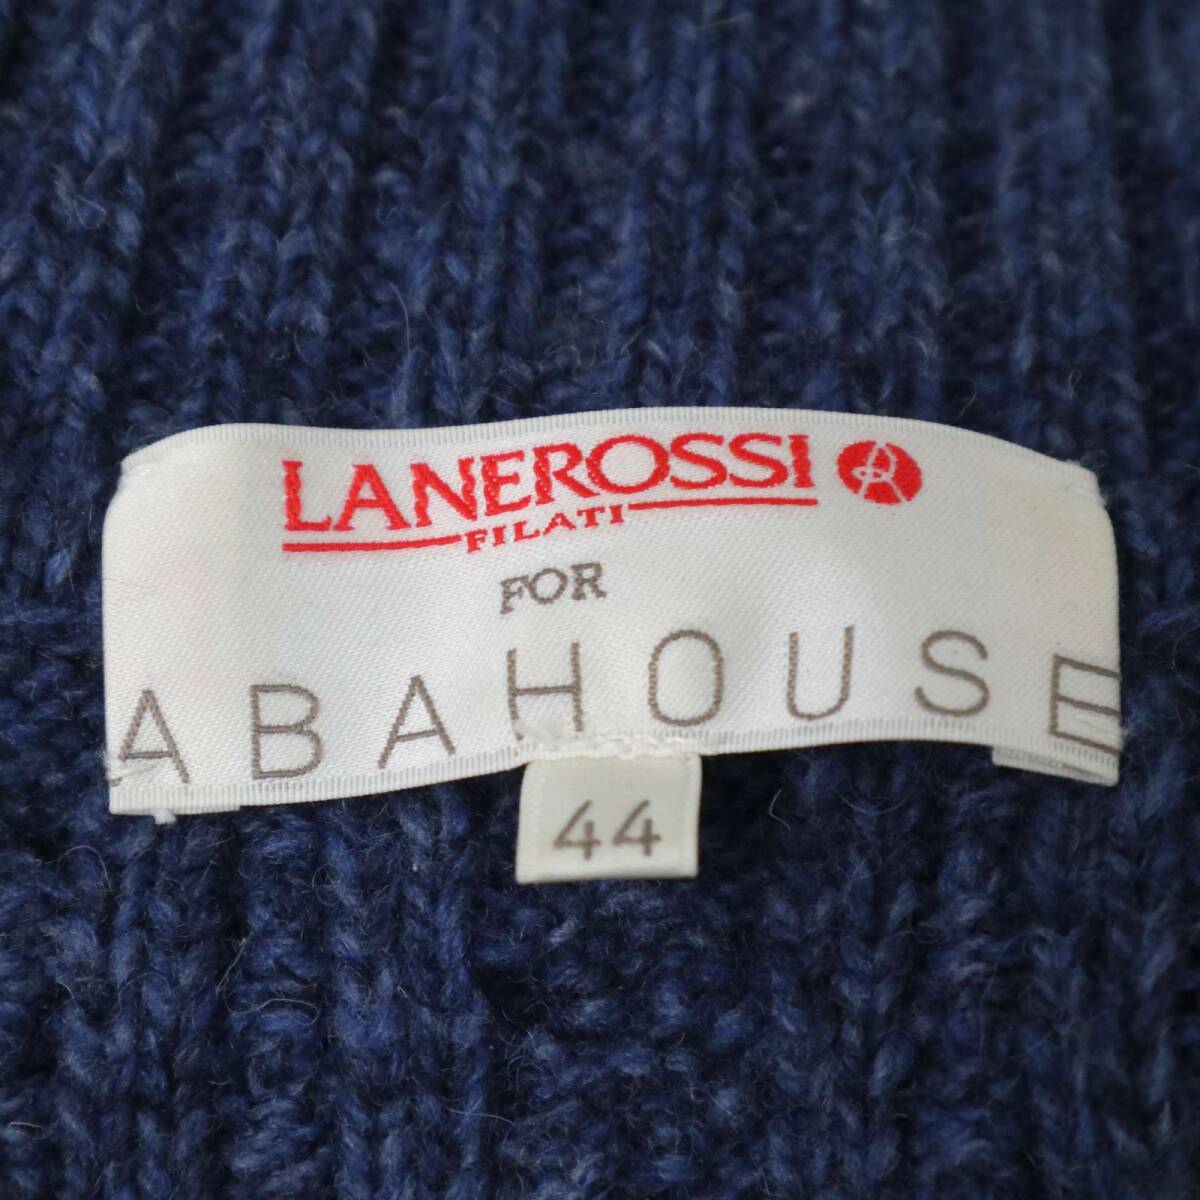 LANEROSSI
FILATI
FOR
ABAHOUSE
44